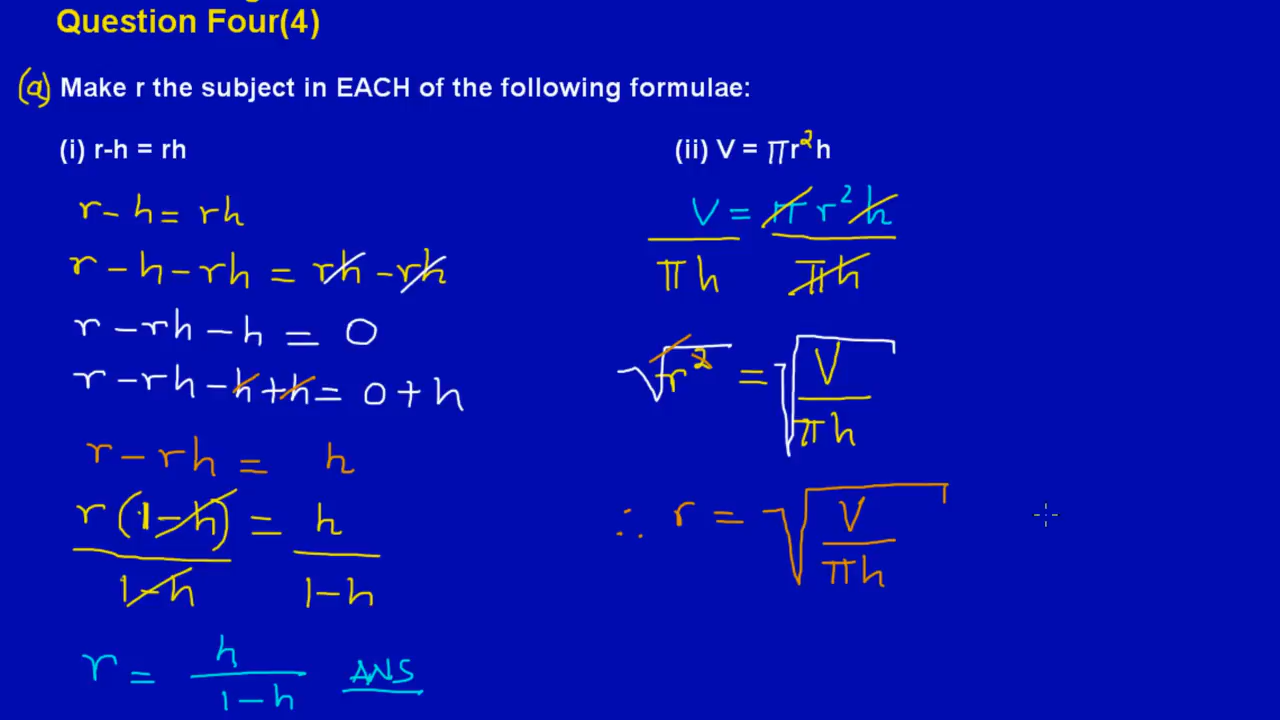 Question Four(4)
(a) Make r the subject in EACH of the following formulae:
(i) r-h = rh
r - h = rh
r - h - rh = rh - rh
r - rh - h = 0
r - rh - h + h = 0 + h
r - rh = h
r (1 - h) = h
1 - h 1 - h
r = h
1 - h
ANS
(ii) V = πr²h
V = π r² h
πh πh
√r² = √V
πh
∴ r = √V
πh